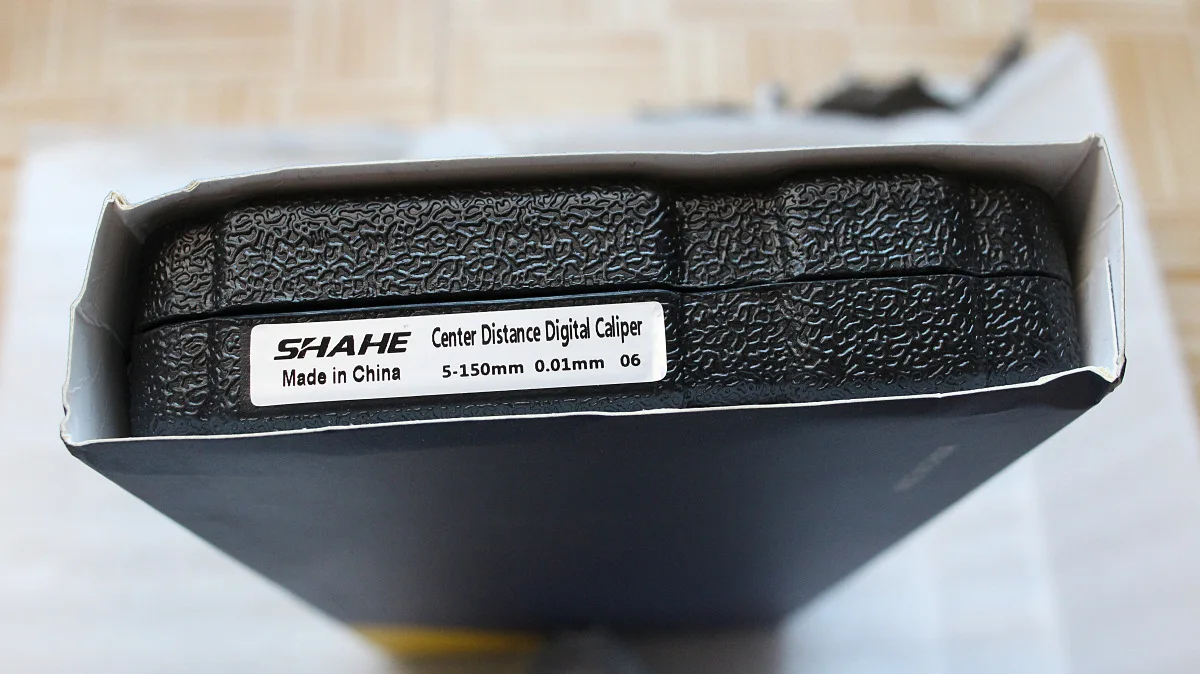 SHAHE Center Distance Digital Caliper
Made in China 5-150mm 0.01mm 06